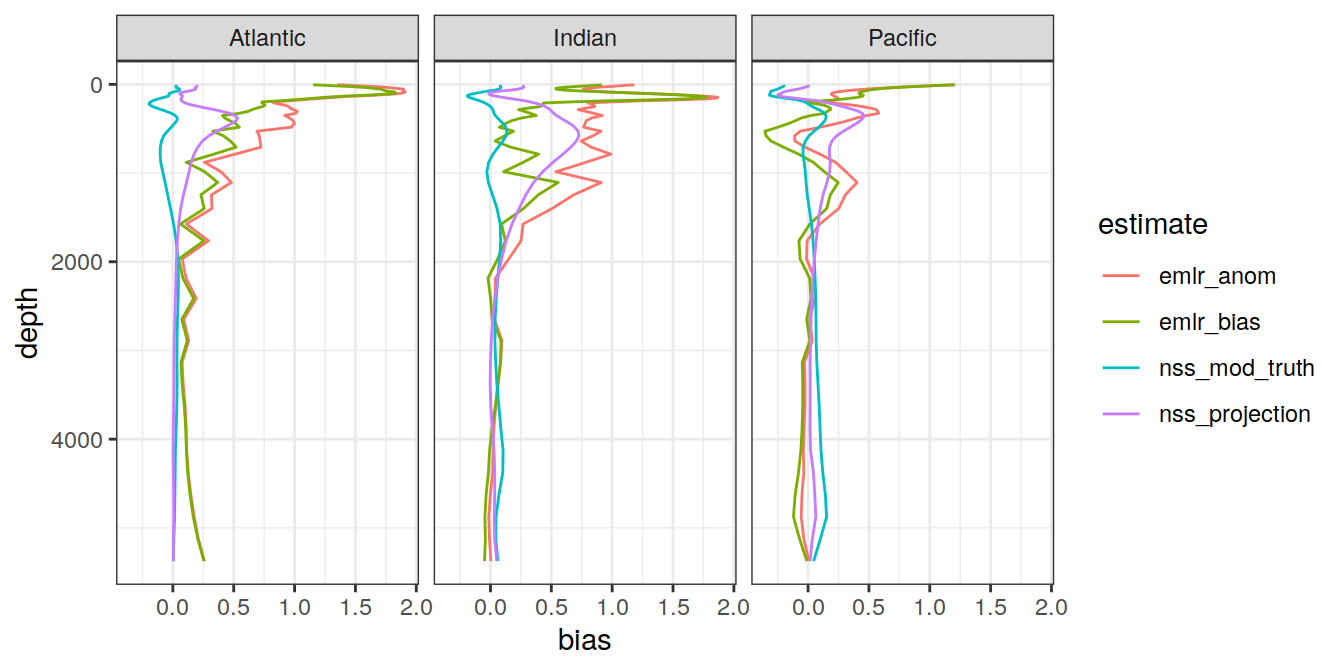 Atlantic Indian Pacific
0
2000
4000
depth
0.0 0.5 1.0 1.5 2.0 0.0 0.5 1.0 1.5 2.0 0.0 0.5 1.0 1.5 2.0
bias
estimate
emlr_anom
emlr_bias
nss_mod_truth
nss_projection